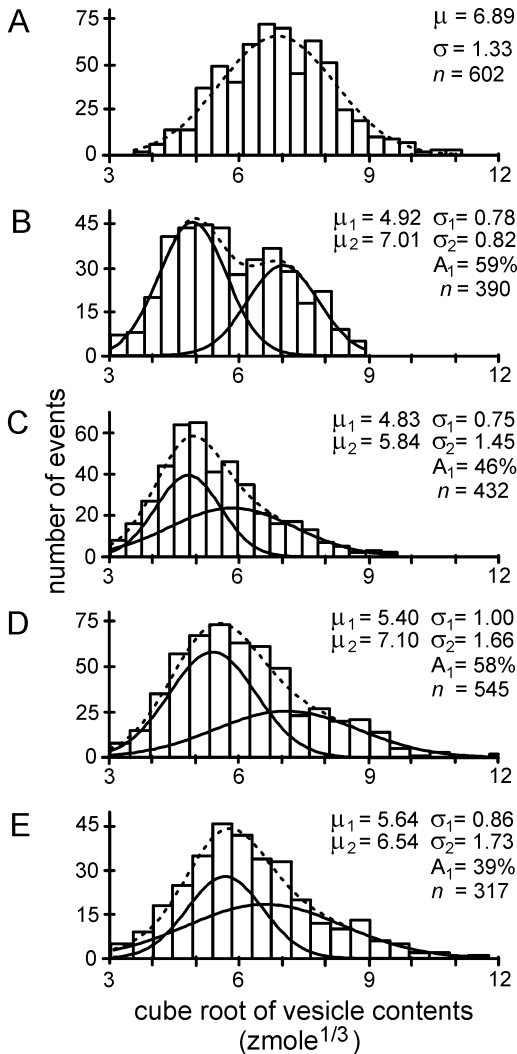 A
μ = 6.89
σ = 1.33
n = 602
75
50
25
0
3 6 9 12
B
μ1 = 4.92 σ1= 0.78
μ2 = 7.01 σ2= 0.82
A1= 59%
n = 390
45
30
15
0
3 6 9 12
number of events
C
μ1 = 4.83 σ1= 0.75
μ2 = 5.84 σ2= 1.45
A1= 46%
n = 432
60
40
20
0
3 6 9 12
D
μ1 = 5.40 σ1= 1.00
μ2 = 7.10 σ2= 1.66
A1= 58%
n = 545
75
50
25
0
3 6 9 12
E
μ1 = 5.64 σ1= 0.86
μ2 = 6.54 σ2= 1.73
A1= 39%
n = 317
45
30
15
0
3 6 9 12
cube root of vesicle contents
(zmole1/3)